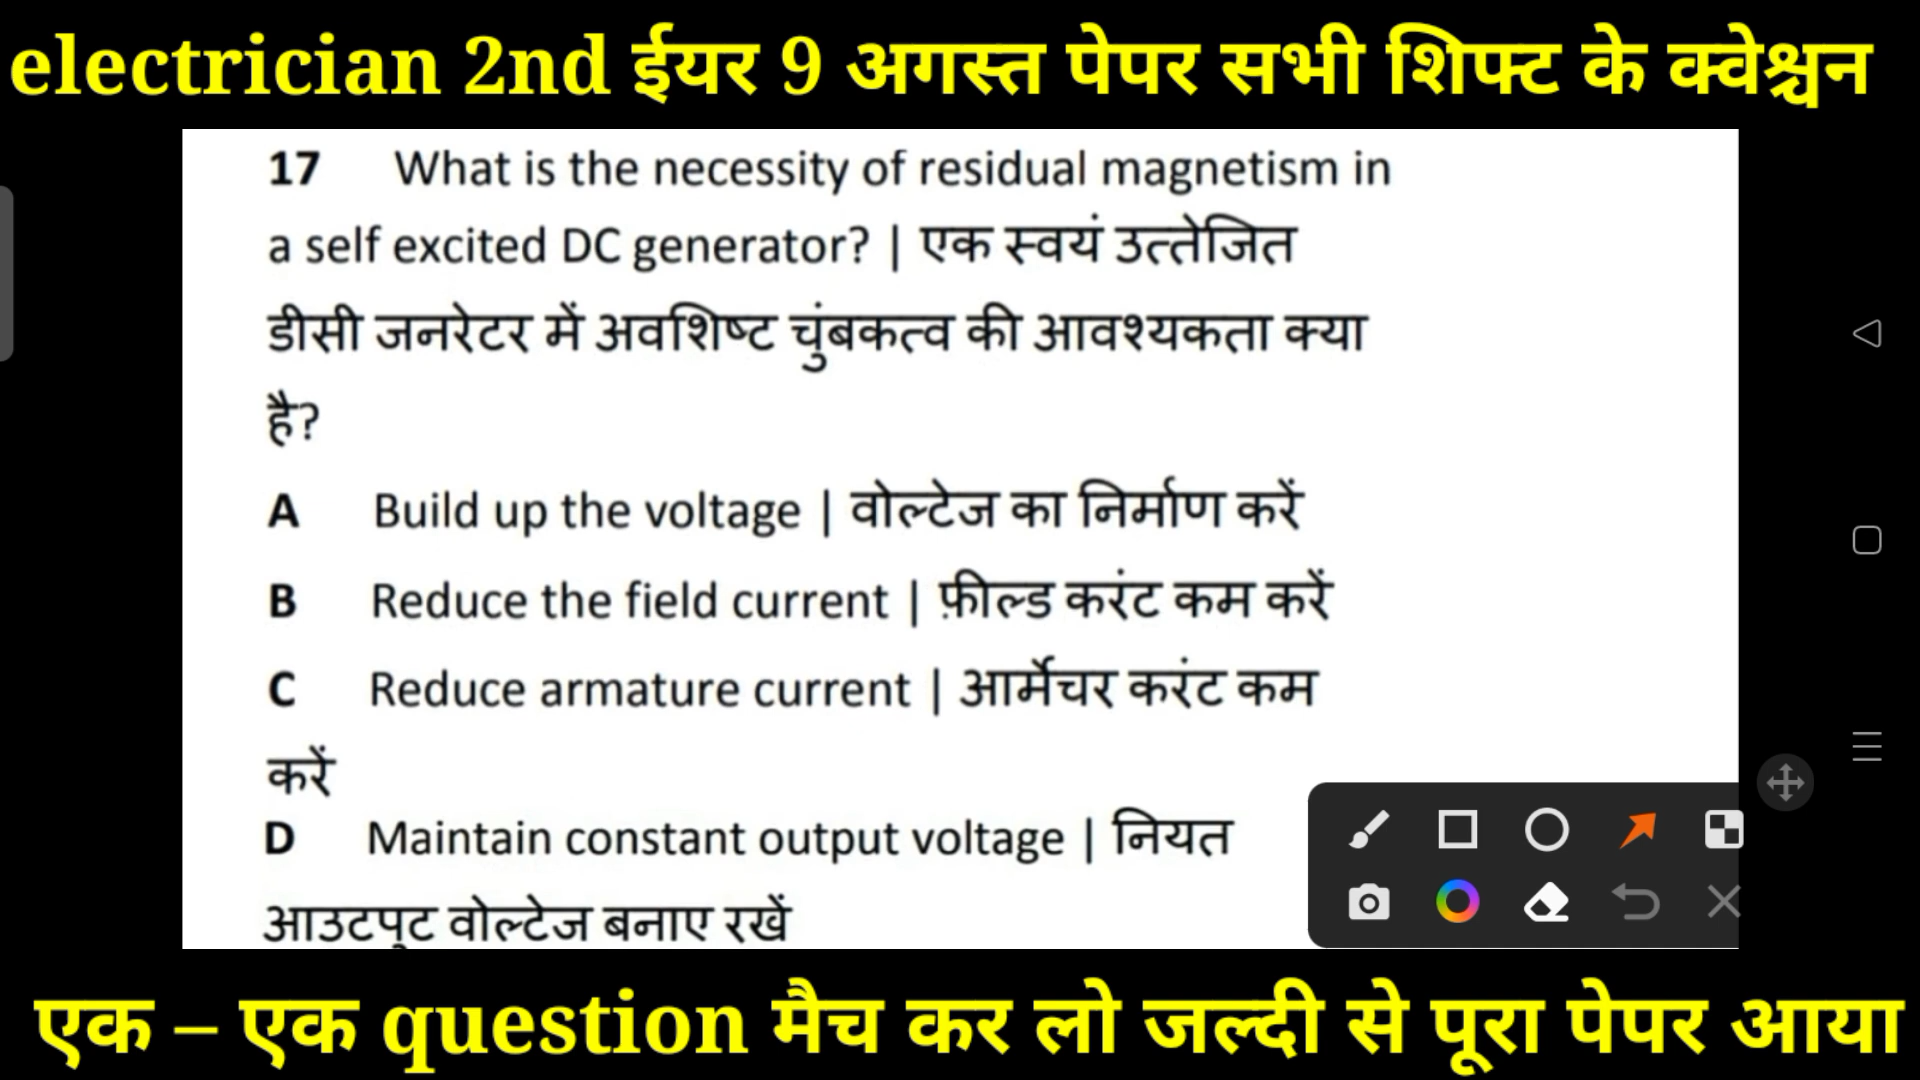 electrician 2nd ईयर 9 अगस्त पेपर सभी शिफ्ट के क्वेश्चन
17 What is the necessity of residual magnetism in
a self excited DC generator? | एक स्वयं उत्तेजित
डीसी जनरेटर में अवशिष्ट चुंबकत्व की आवश्यकता क्या
है?
A Build up the voltage | वोल्टेज का निर्माण करें
B Reduce the field current | फ़ील्ड करंट कम करें
C Reduce armature current | आर्मेचर करंट कम
करें
D Maintain constant output voltage | नियत
आउटपुट वोल्टेज बनाए रखें
एक – एक question मैच कर लो जल्दी से पूरा पेपर आया